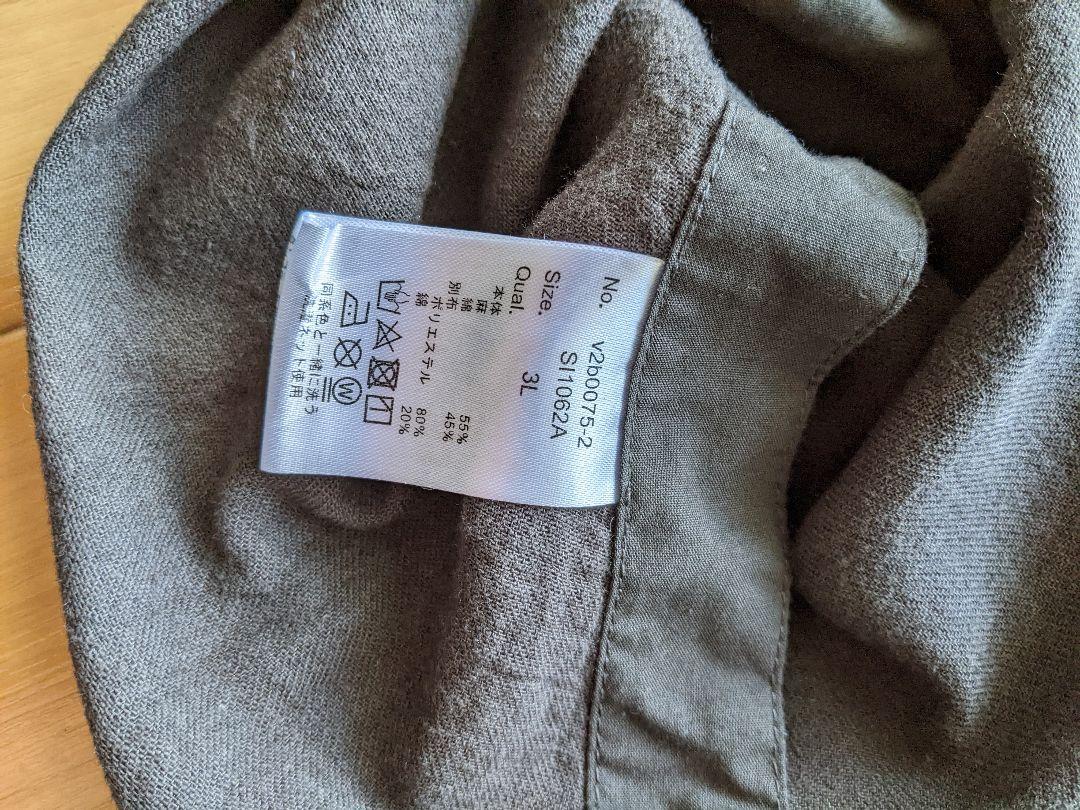 No. V2b0075-2
SI1062A
Size. 3L
Qual.
本体 麻 55%
綿 45%
別布 ポリエステル 80%
綿 20%
W
同系色と一緒に洗う
ネット使用